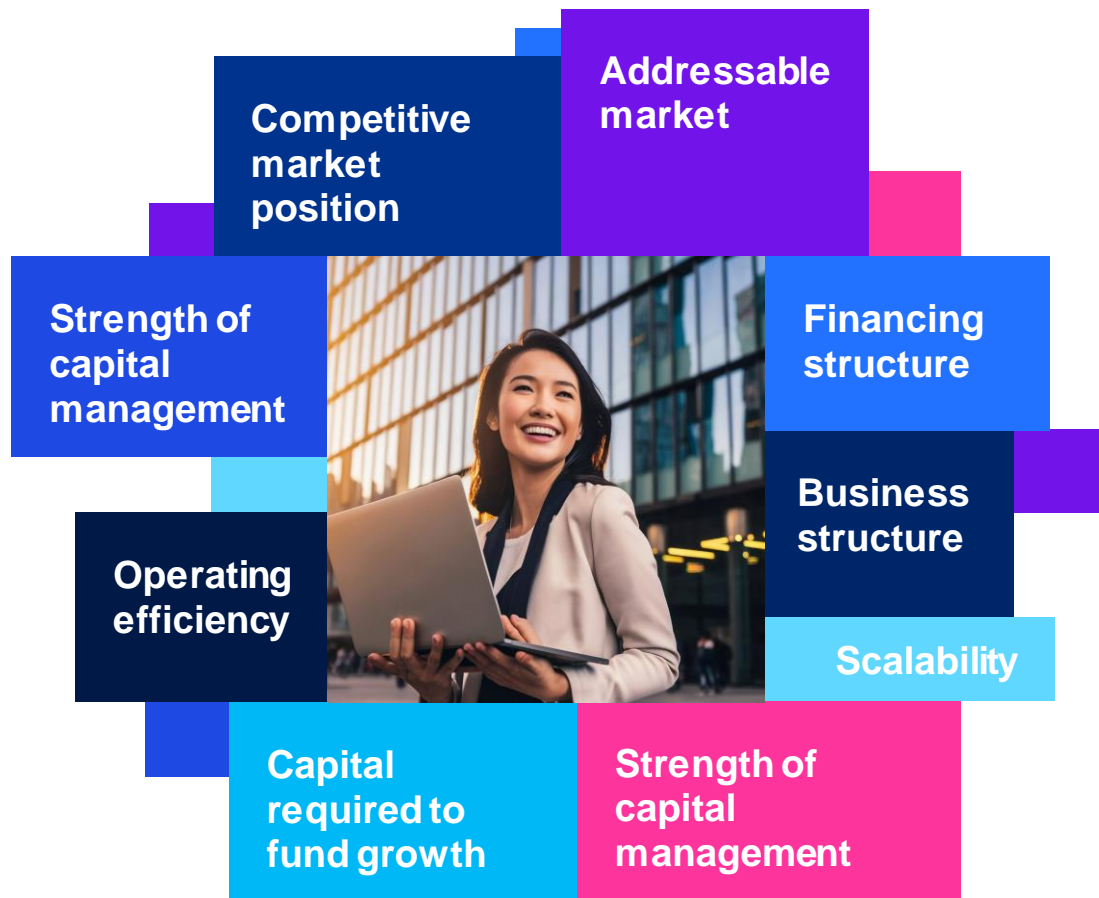 Addressable
market
Competitive
market
position
Strength of
capital
management
Financing
structure
Business
structure
Operating
efficiency
Scalability
Capital
required to
fund growth
Strength of
capital
management